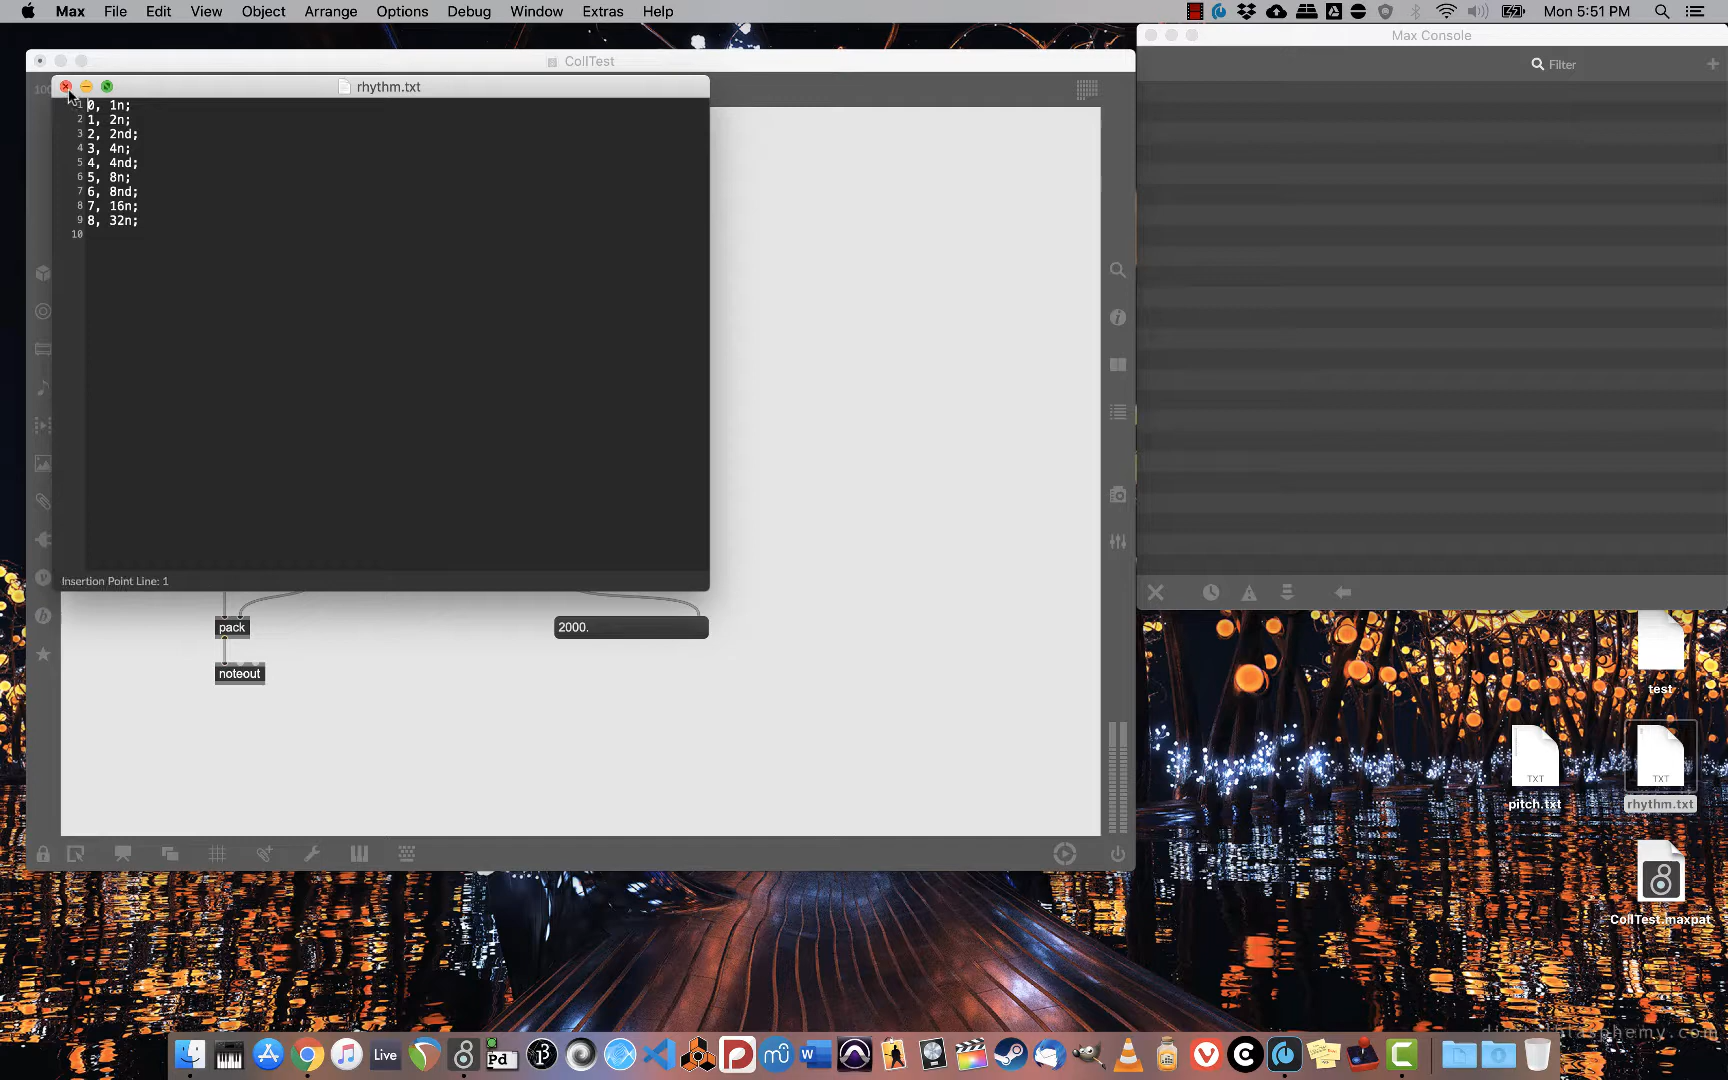 Max File Edit View Object Arrange Options Debug Window Extras Help
Mon 5:51 PM
CollTest
Max Console
Filter
rhythm.txt
1 0, 1n;
2 1, 2n;
3 2, 2nd;
4 3, 4n;
5 4, 4nd;
6 5, 8n;
7 6, 8nd;
8 7, 16n;
9 8, 32n;
10
Insertion Point Line: 1
pack
2000.
noteout
test
TXT
pitch.txt
TXT
rhythm.txt
CollTest.maxpat
digitalblasphemy.com
Live
Pd